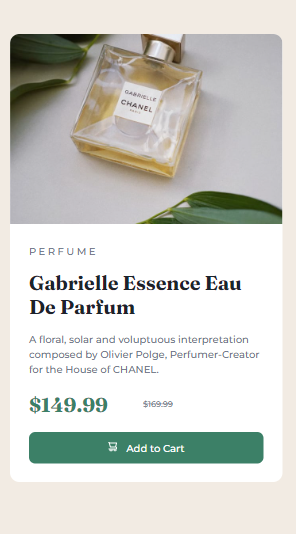 GABRIELLE
CHANEL
PARIS
PERFUME
Gabrielle Essence Eau
De Parfum
A floral, solar and voluptuous interpretation
composed by Olivier Polge, Perfumer-Creator
for the House of CHANEL.
$149.99 $169.99
Add to Cart